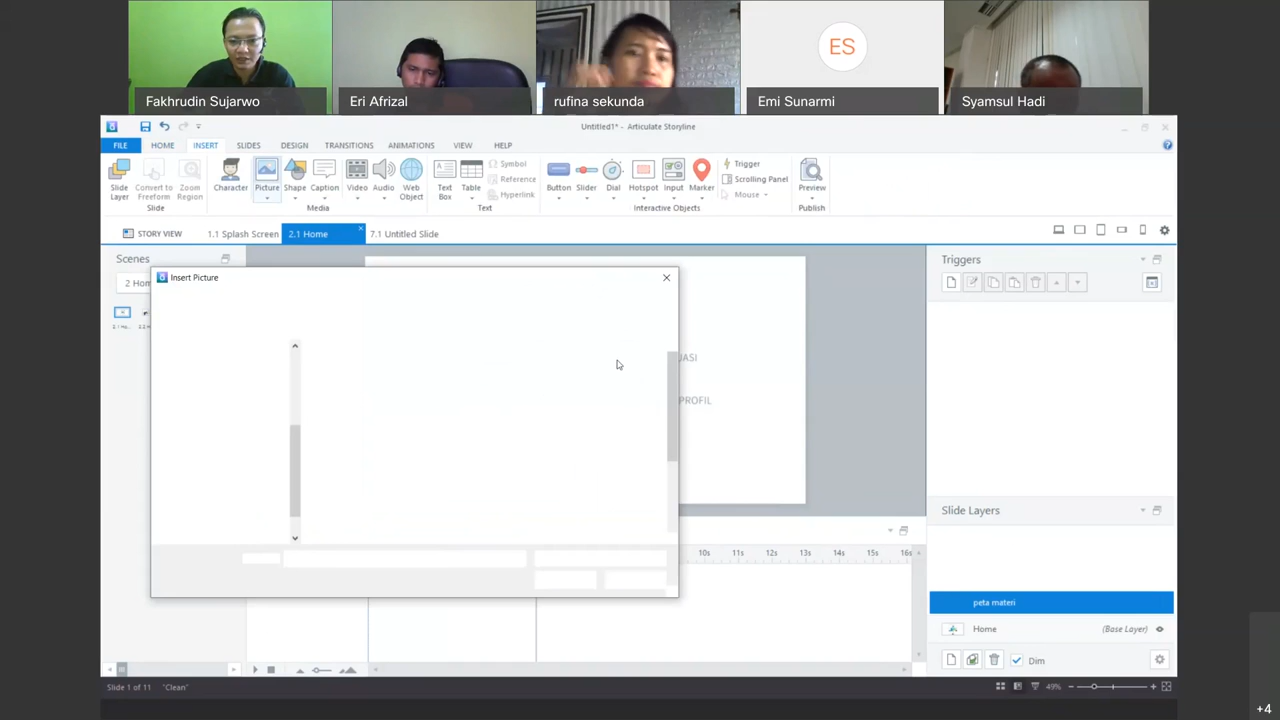 ES
Fakhrudin Sujarwo
Eri Afrizal
rufina sekunda
Emi Sunarmi
Syamsul Hadi
Untitled1* - Articulate Storyline
FILE HOME INSERT SLIDES DESIGN TRANSITIONS ANIMATIONS VIEW HELP
Slide Layer
Convert to Freeform
Zoom Region
Slide
Character
Picture
Shape
Caption
Video
Audio
Web Object
Media
Text Box
Table
Symbol
Reference
Hyperlink
Text
Button
Slider
Dial
Hotspot
Input
Marker
Trigger
Scrolling Panel
Mouse
Interactive Objects
Preview
Publish
STORY VIEW
1.1 Splash Screen
2.1 Home
7.1 Untitled Slide
Scenes
2 Hom
Insert Picture
UASI
PROFIL
Triggers
Slide Layers
peta materi
Home (Base Layer)
Dim
10s 11s 12s 13s 14s 15s 16s
Slide 1 of 11 'Clean'
49%
+4